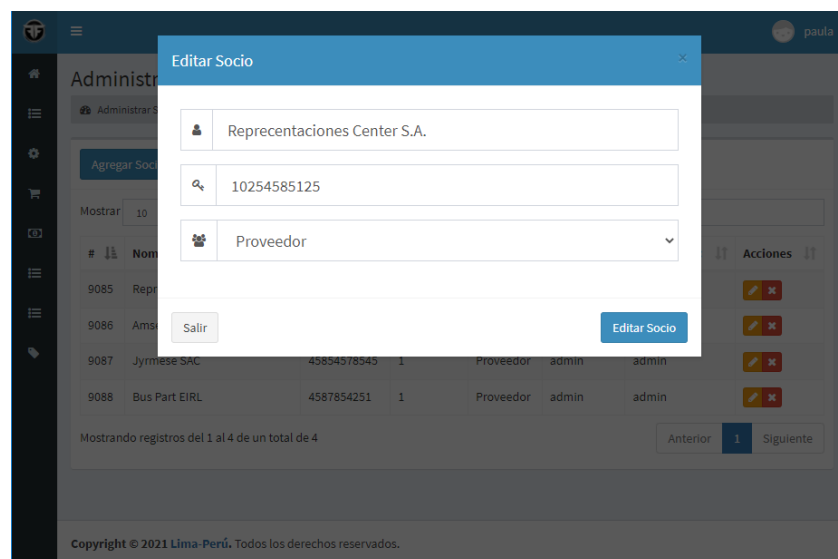 paula
Editar Socio ×
Administr
Administrar S
Reprecentaciones Center S.A.
Agregar Soci
10254585125
Mostrar 10
Proveedor
# Nom Acciones
9085 Repr
9086 Amse
Salir Editar Socio
9087 Jyrmese SAC 45854578545 1 Proveedor admin admin
9088 Bus Part EIRL 4587854251 1 Proveedor admin admin
Mostrando registros del 1 al 4 de un total de 4 Anterior 1 Siguiente
Copyright © 2021 Lima-Perú. Todos los derechos reservados.